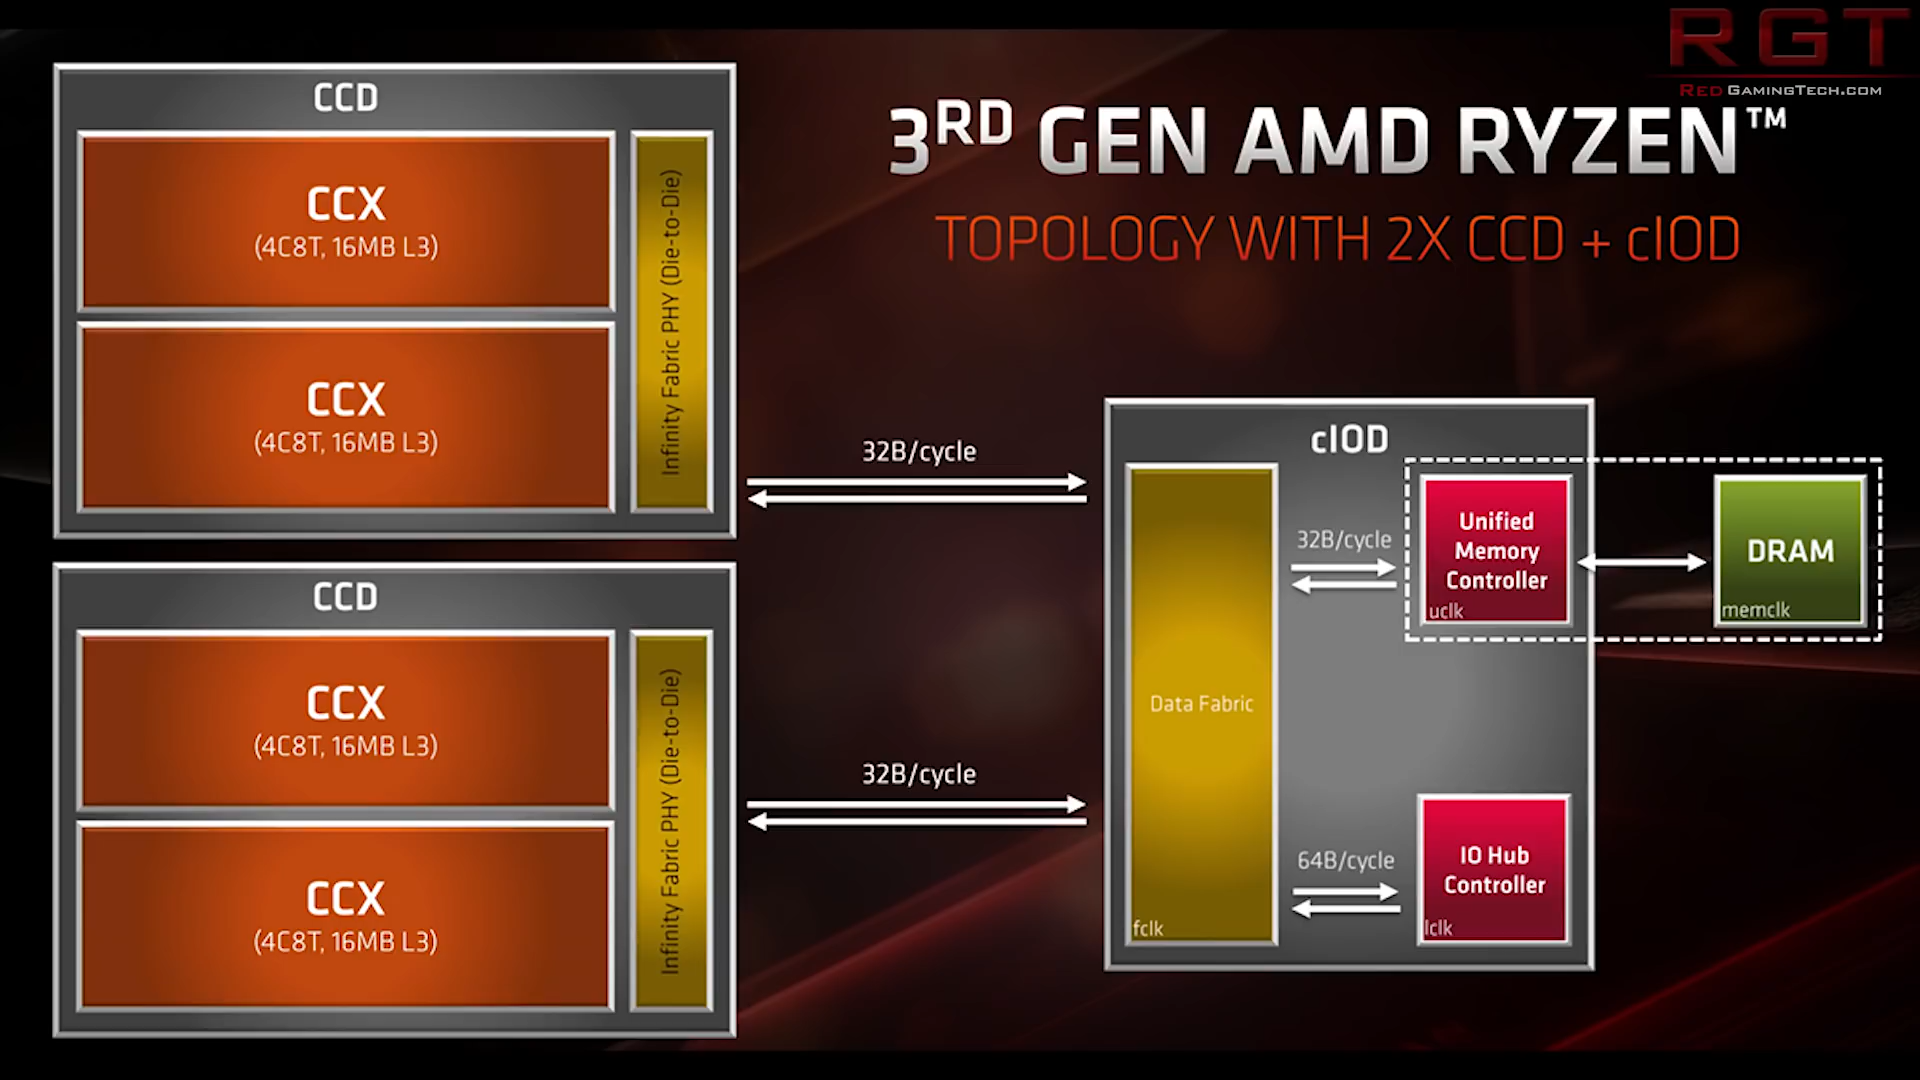 RGT
RedGamingTech.com
3RD GEN AMD RYZEN™
TOPOLOGY WITH 2X CCD + cIOD
CCD
CCX
(4C8T, 16MB L3)
CCX
(4C8T, 16MB L3)
Infinity Fabric PHY (Die-to-Die)
32B/cycle
CCD
CCX
(4C8T, 16MB L3)
CCX
(4C8T, 16MB L3)
Infinity Fabric PHY (Die-to-Die)
32B/cycle
cIOD
Data Fabric
fclk
32B/cycle
Unified
Memory
Controller
uclk
DRAM
memclk
64B/cycle
IO Hub
Controller
lclk